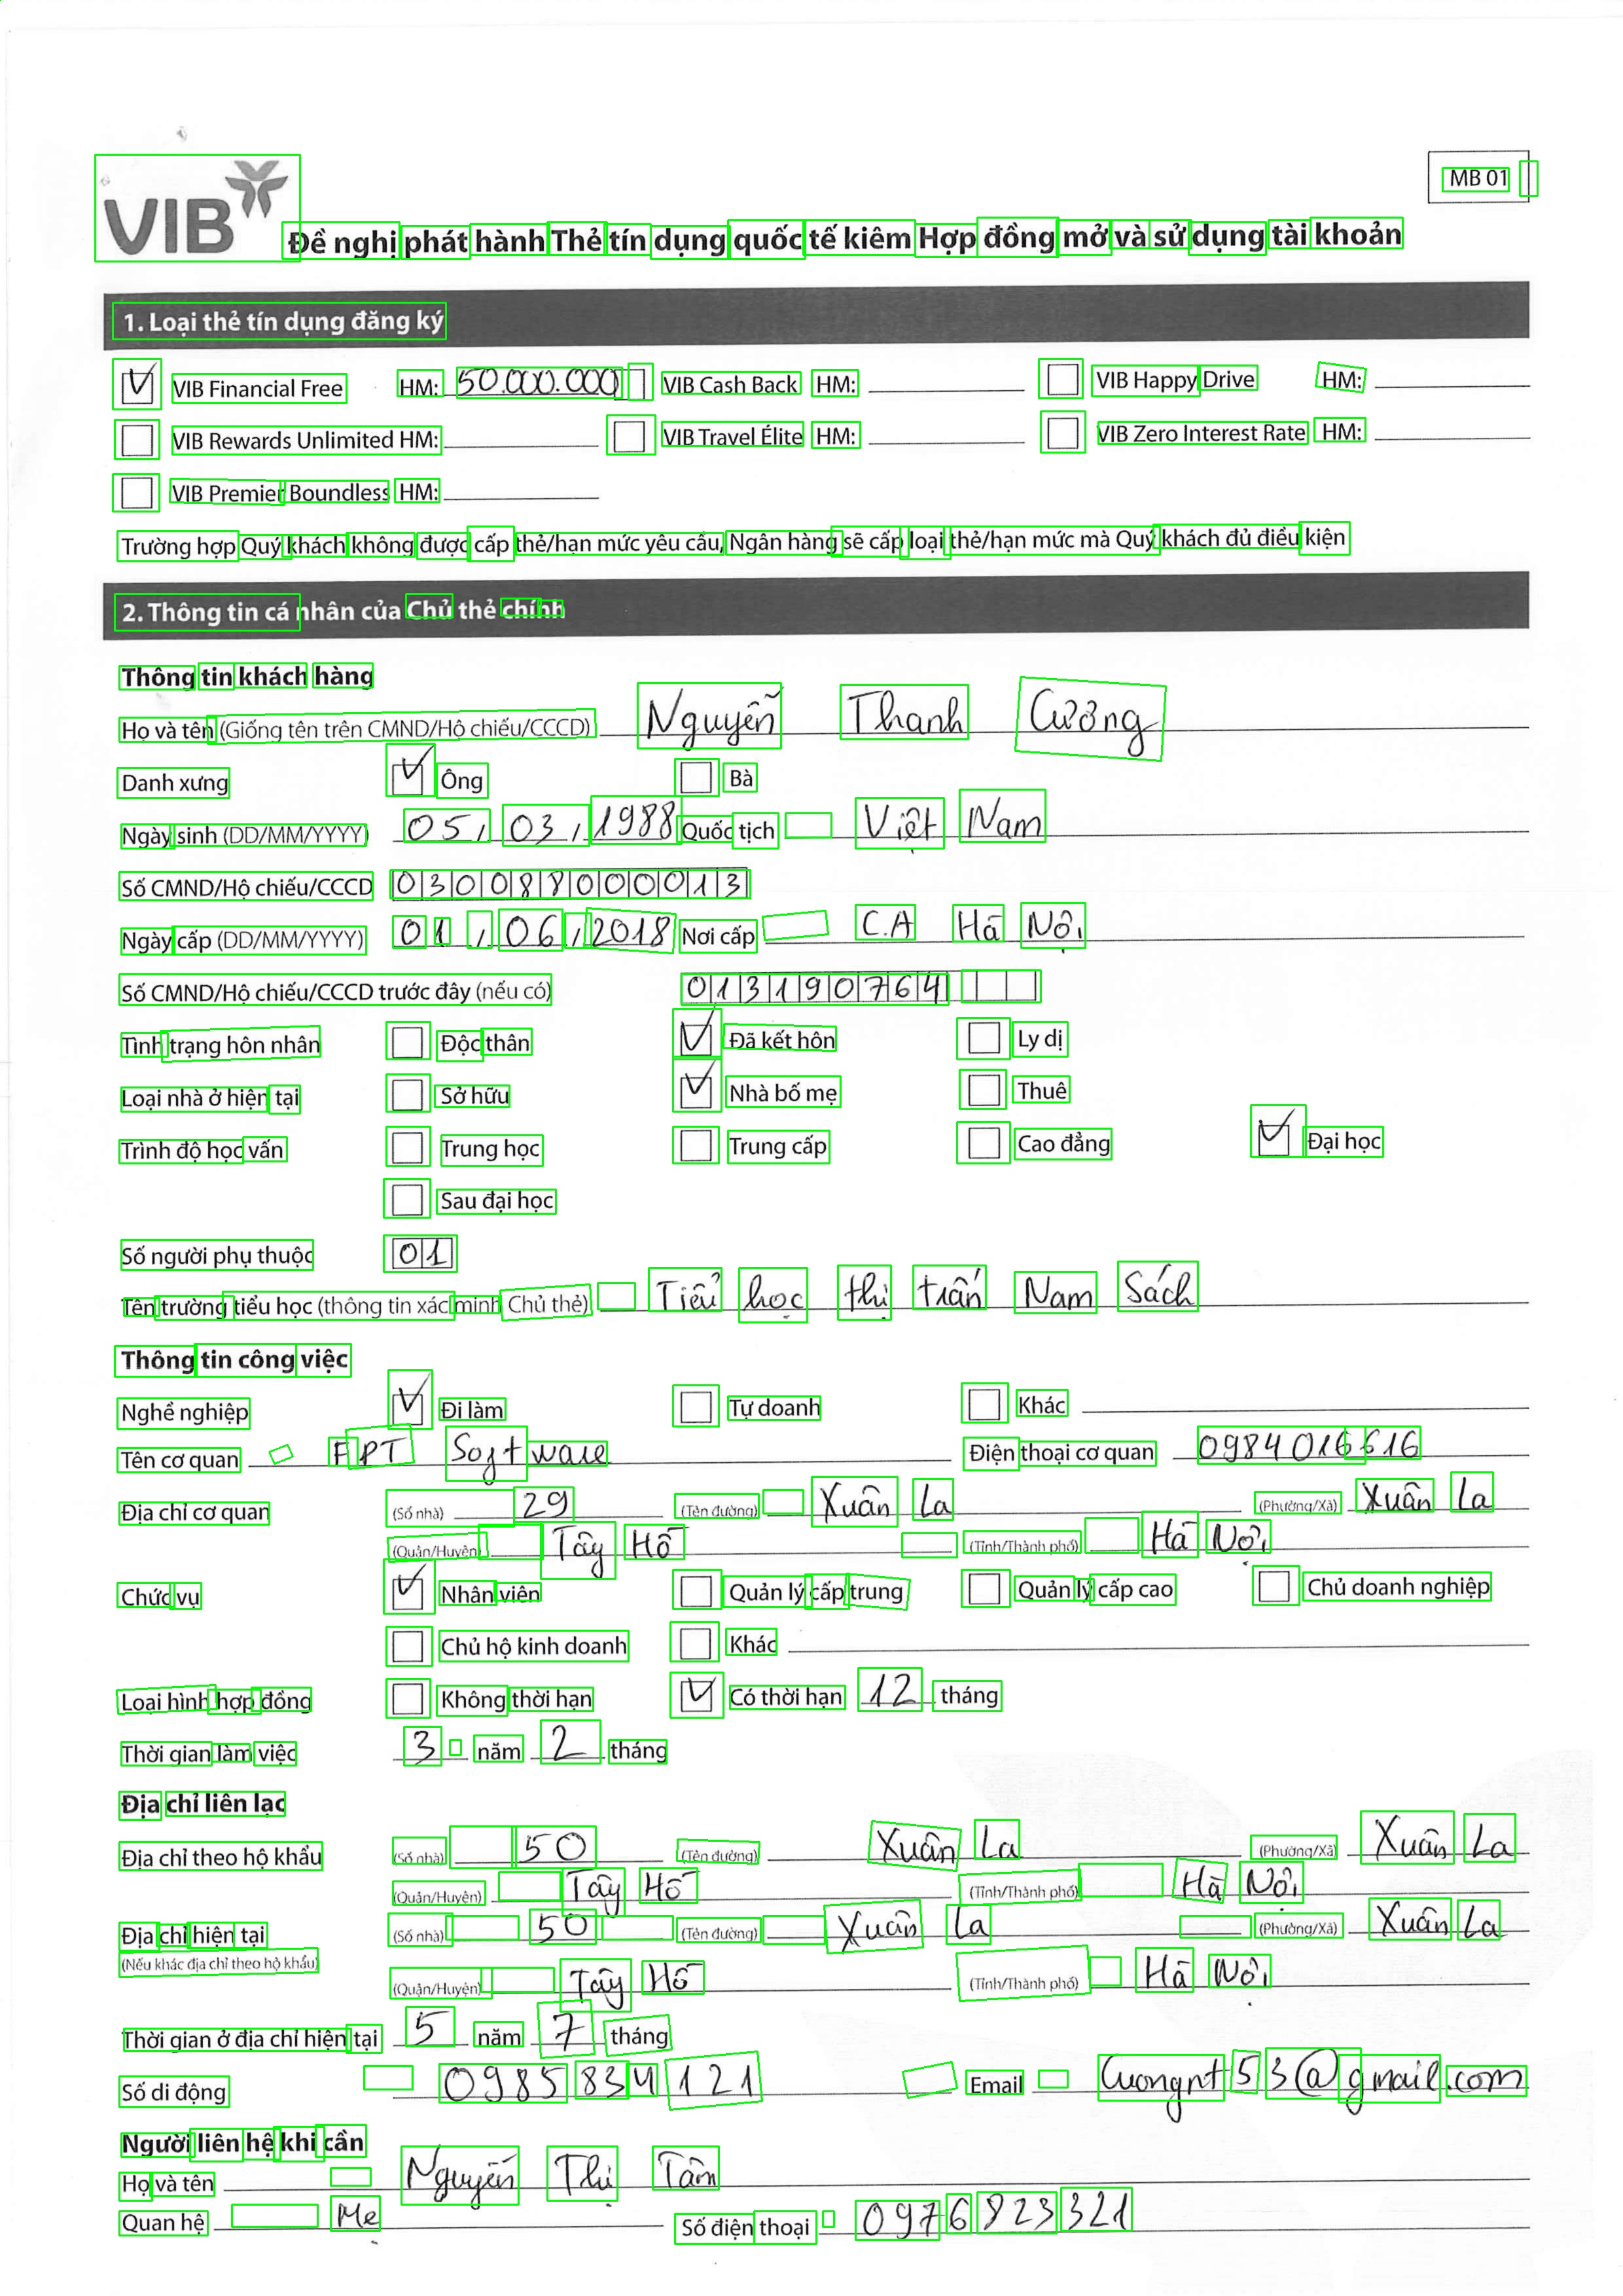 VIB
MB 01
Đề nghị phát hành Thẻ tín dụng quốc tế kiêm Hợp đồng mở và sử dụng tài khoản
1. Loại thẻ tín dụng đăng ký
VIB Financial Free HM: 50.000.000 VIB Cash Back HM: VIB Happy Drive HM:
VIB Rewards Unlimited HM: VIB Travel Élite HM: VIB Zero Interest Rate HM:
VIB Premier Boundless HM:
Trường hợp Quý khách không được cấp thẻ/hạn mức yêu cầu, Ngân hàng sẽ cấp loại thẻ/hạn mức mà Quý khách đủ điều kiện
2. Thông tin cá nhân của Chủ thẻ chính
Thông tin khách hàng
Họ và tên (Giống tên trên CMND/Hộ chiếu/CCCD) Nguyễn Thanh Cương
Danh xưng Ông Bà
Ngày sinh (DD/MM/YYYY) 05, 03, 1988 Quốc tịch Việt Nam
Số CMND/Hộ chiếu/CCCD 030088000013
Ngày cấp (DD/MM/YYYY) 01, 06, 2018 Nơi cấp C.A Hà Nội
Số CMND/Hộ chiếu/CCCD trước đây (nếu có) 013190764
Tình trạng hôn nhân Độc thân Đã kết hôn Ly dị
Loại nhà ở hiện tại Sở hữu Nhà bố mẹ Thuê
Trình độ học vấn Trung học Trung cấp Cao đẳng Đại học
Sau đại học
Số người phụ thuộc 01
Tên trường tiểu học (thông tin xác minh Chủ thẻ) Tiểu học thị trấn Nam Sách
Thông tin công việc
Nghề nghiệp Đi làm Tự doanh Khác
Tên cơ quan FPT Software Điện thoại cơ quan 0984016616
Địa chỉ cơ quan (Số nhà) 29 (Tên đường) Xuân La (Phường/Xã) Xuân La
(Quận/Huyện) Tây Hồ (Tỉnh/Thành phố) Hà Nội
Chức vụ Nhân viên Quản lý cấp trung Quản lý cấp cao Chủ doanh nghiệp
Chủ hộ kinh doanh Khác
Loại hình hợp đồng Không thời hạn Có thời hạn 12 tháng
Thời gian làm việc 3 năm 2 tháng
Địa chỉ liên lạc
Địa chỉ theo hộ khẩu (Số nhà) 50 (Tên đường) Xuân La (Phường/Xã) Xuân La
(Quận/Huyện) Tây Hồ (Tỉnh/Thành phố) Hà Nội
Địa chỉ hiện tại (Số nhà) 50 (Tên đường) Xuân La (Phường/Xã) Xuân La
(Nếu khác địa chỉ theo hộ khẩu)
(Quận/Huyện) Tây Hồ (Tỉnh/Thành phố) Hà Nội
Thời gian ở địa chỉ hiện tại 5 năm 7 tháng
Số di động 0985834121 Email Cuongnt53@gmail.com
Người liên hệ khi cần
Họ và tên Nguyễn Thị Tâm
Quan hệ Mẹ Số điện thoại 0976823321